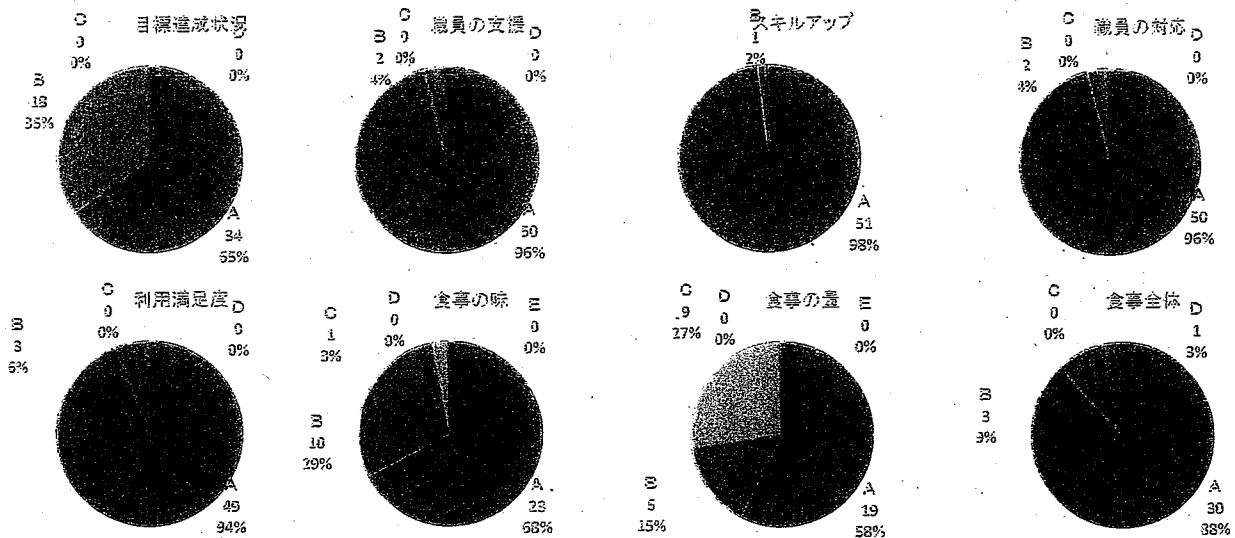 目標達成状況
C
0
0%
D
0
0%
B
18
35%
A
34
65%
職員の支援
C
0
0%
D
0
0%
B
2
4%
A
50
96%
スキルアップ
B
1
2%
A
51
98%
職員の対応
C
0
0%
D
0
0%
B
2
4%
A
50
96%
利用満足度
C
0
0%
D
0
0%
B
3
6%
A
49
94%
食事の味
D
0
0%
E
0
0%
C
1
3%
B
10
29%
A
23
68%
食事の量
C
9
27%
D
0
0%
E
0
0%
B
5
15%
A
19
58%
食事全体
C
0
0%
D
1
3%
B
3
9%
A
30
88%